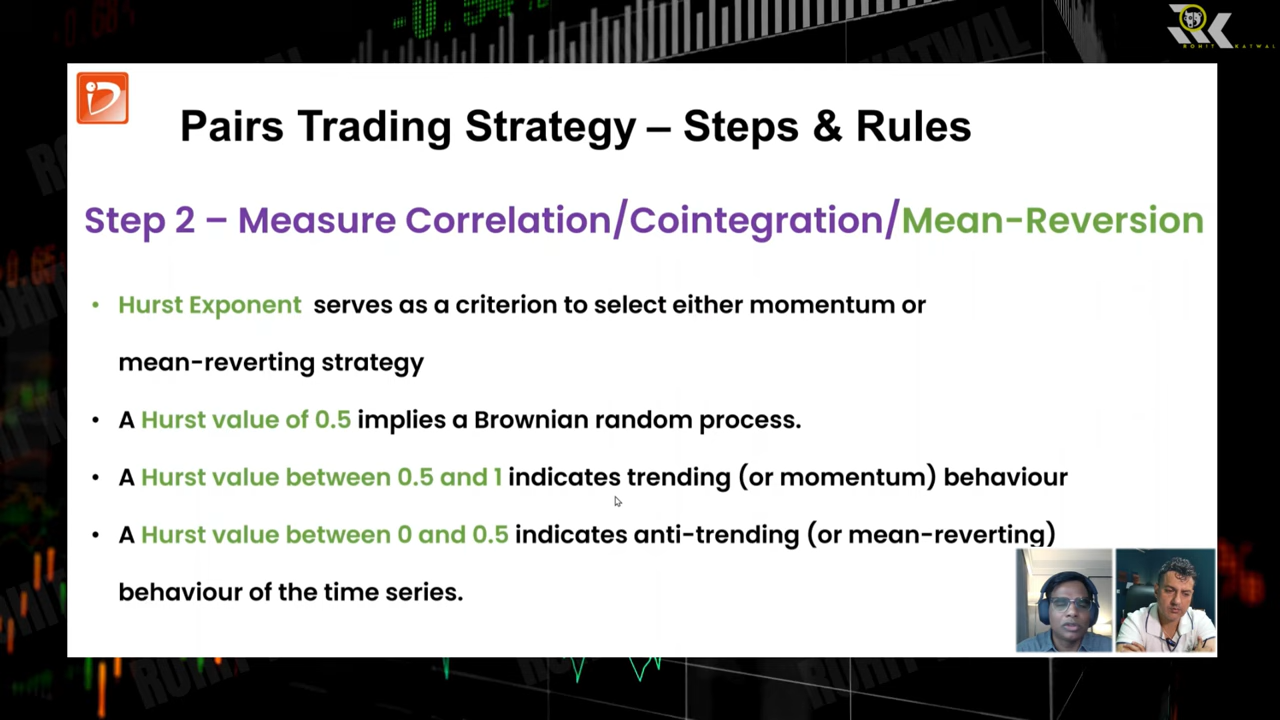 ROHIT KATWAL
Pairs Trading Strategy – Steps & Rules
Step 2 – Measure Correlation/Cointegration/Mean-Reversion
• Hurst Exponent serves as a criterion to select either momentum or
mean-reverting strategy
• A Hurst value of 0.5 implies a Brownian random process.
• A Hurst value between 0.5 and 1 indicates trending (or momentum) behaviour
• A Hurst value between 0 and 0.5 indicates anti-trending (or mean-reverting)
behaviour of the time series.